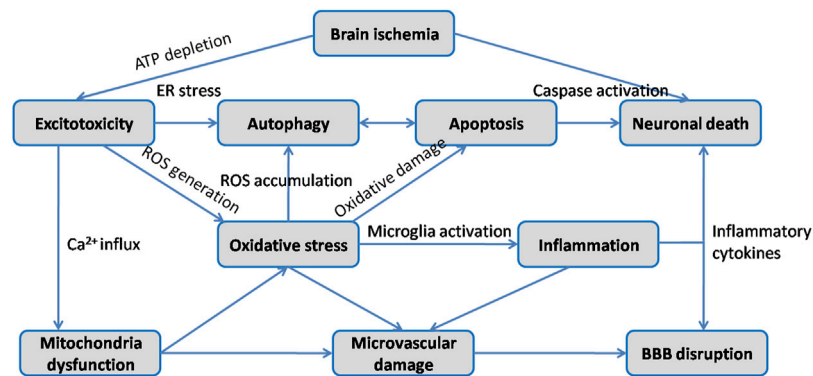 Brain ischemia
ATP depletion
ER stress
Caspase activation
Excitotoxicity
Autophagy
Apoptosis
Neuronal death
ROS generation
ROS accumulation
Oxidative damage
Ca²⁺ influx
Oxidative stress
Microglia activation
Inflammation
Inflammatory
cytokines
Mitochondria
dysfunction
Microvascular
damage
BBB disruption